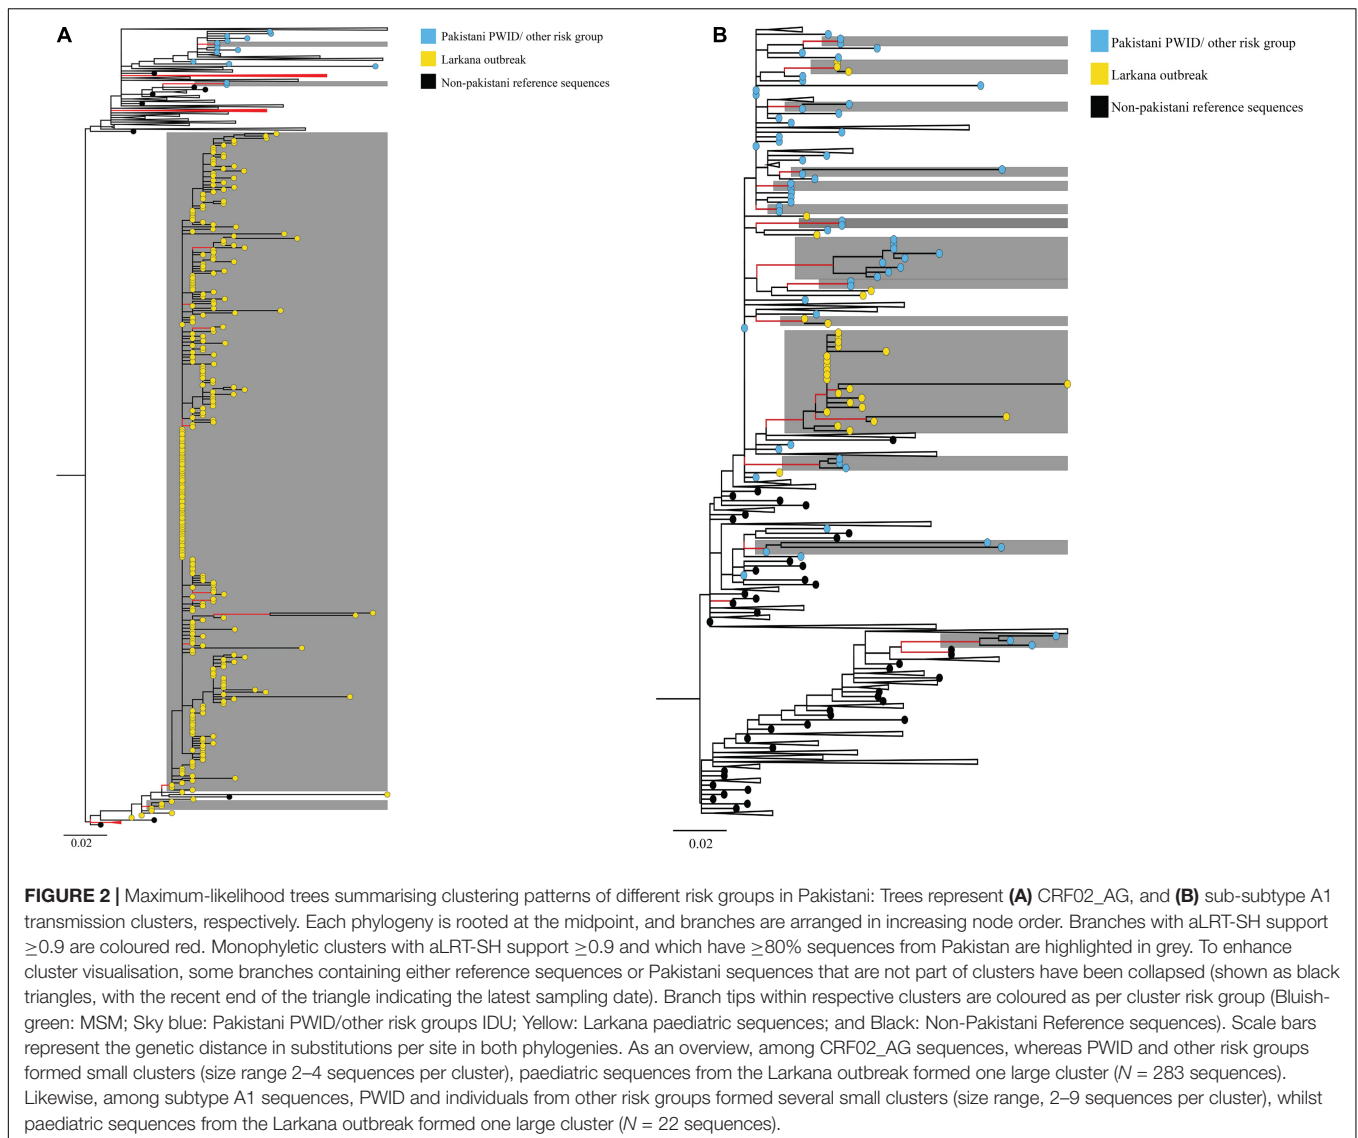 A
Pakistani PWID/ other risk group
Larkana outbreak
Non-pakistani reference sequences
0.02
B
Pakistani PWID/ other risk group
Larkana outbreak
Non-pakistani reference sequences
0.02
FIGURE 2 | Maximum-likelihood trees summarising clustering patterns of different risk groups in Pakistani: Trees represent (A) CRF02_AG, and (B) sub-subtype A1
transmission clusters, respectively. Each phylogeny is rooted at the midpoint, and branches are arranged in increasing node order. Branches with aLRT-SH support
≥0.9 are coloured red. Monophyletic clusters with aLRT-SH support ≥0.9 and which have ≥80% sequences from Pakistan are highlighted in grey. To enhance
cluster visualisation, some branches containing either reference sequences or Pakistani sequences that are not part of clusters have been collapsed (shown as black
triangles, with the recent end of the triangle indicating the latest sampling date). Branch tips within respective clusters are coloured as per cluster risk group (Bluish-
green: MSM; Sky blue: Pakistani PWID/other risk groups IDU; Yellow: Larkana paediatric sequences; and Black: Non-Pakistani Reference sequences). Scale bars
represent the genetic distance in substitutions per site in both phylogenies. As an overview, among CRF02_AG sequences, whereas PWID and other risk groups
formed small clusters (size range 2–4 sequences per cluster), paediatric sequences from the Larkana outbreak formed one large cluster (N = 283 sequences).
Likewise, among subtype A1 sequences, PWID and individuals from other risk groups formed several small clusters (size range, 2–9 sequences per cluster), whilst
paediatric sequences from the Larkana outbreak formed one large cluster (N = 22 sequences).